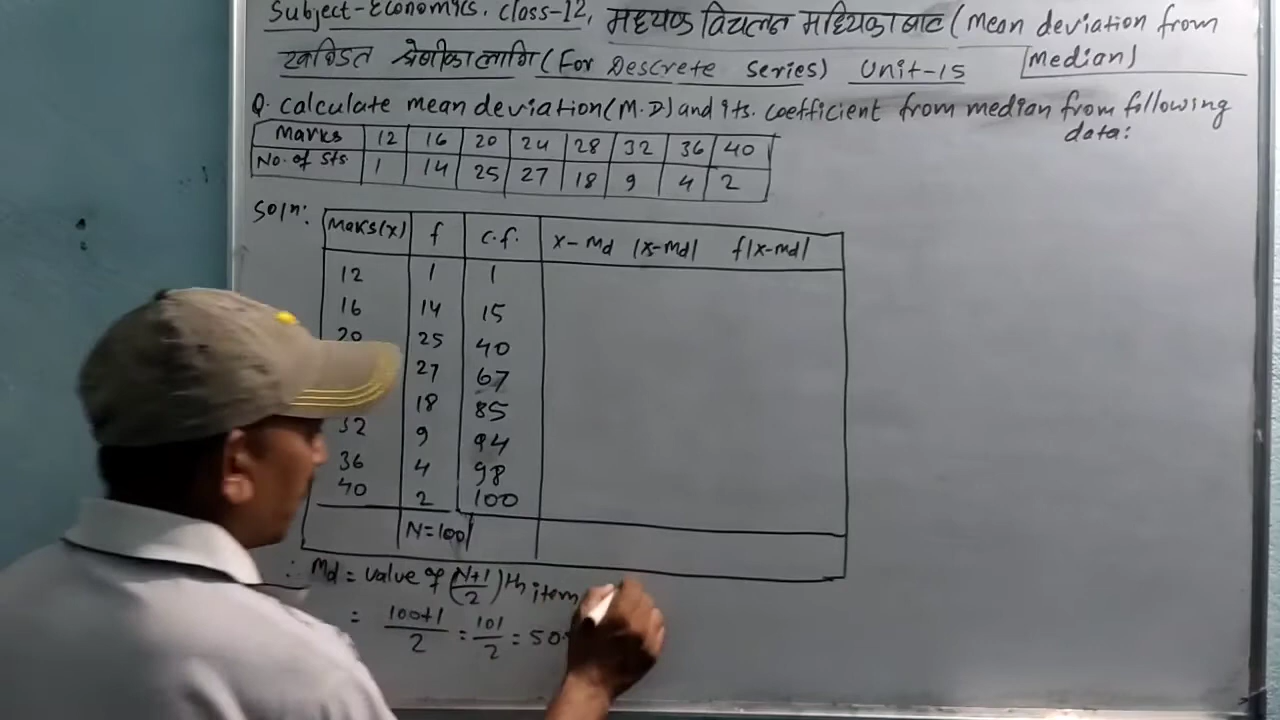 Subject-Economics. Class-12, मध्यक विचलन मध्यिकाबाट (Mean deviation from
खण्डित श्रेणीकालागि (For Descrete series) Unit-15 Median)
Q. Calculate mean deviation (M.D) and its. coefficient from median from following
data:
Marks 12 16 20 24 28 32 36 40
No. of Sts. 1 14 25 27 18 9 4 2
Soln:
Marks(x) f c.f. x-Md |x-Md| f|x-md|
12 1 1
16 14 15
20 25 40
27 67
18 85
32 9 94
36 4 98
40 2 100
N=100
∴ Md = value of (N+1/2)th item
= 100+1/2 = 101/2 = 50.